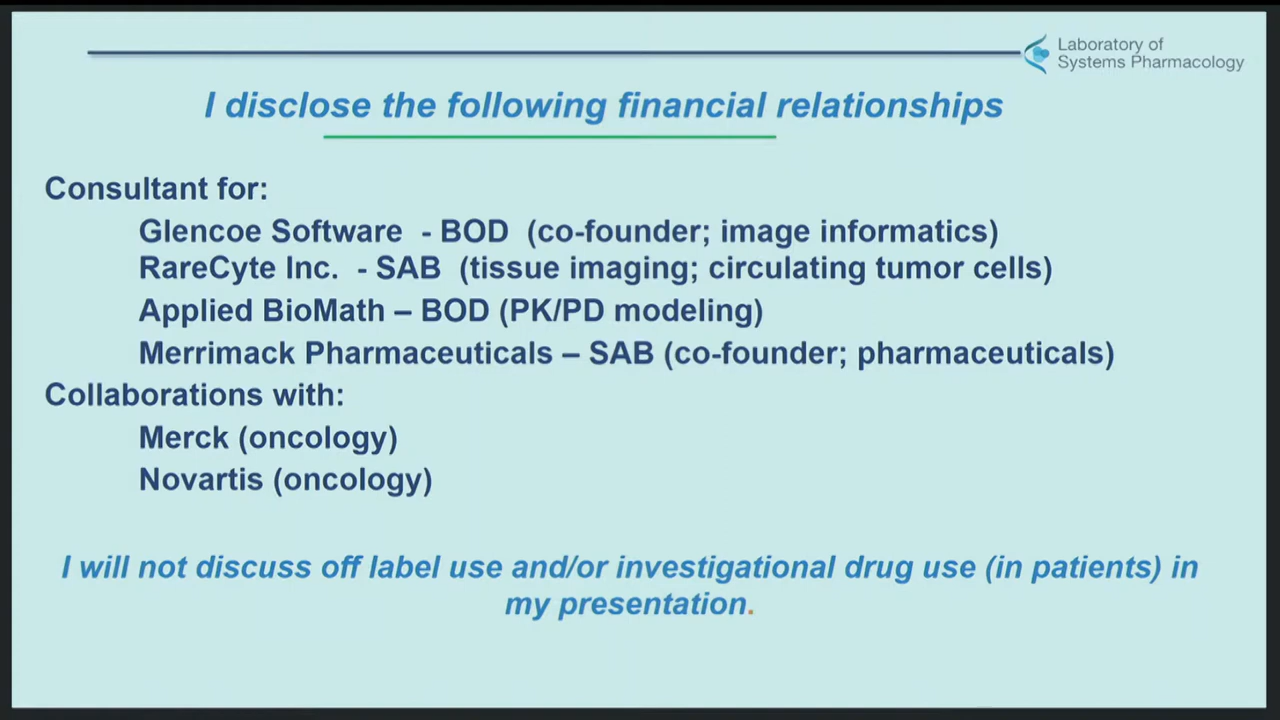 Laboratory of
Systems Pharmacology
I disclose the following financial relationships
Consultant for:
Glencoe Software - BOD (co-founder; image informatics)
RareCyte Inc. - SAB (tissue imaging; circulating tumor cells)
Applied BioMath – BOD (PK/PD modeling)
Merrimack Pharmaceuticals – SAB (co-founder; pharmaceuticals)
Collaborations with:
Merck (oncology)
Novartis (oncology)
I will not discuss off label use and/or investigational drug use (in patients) in
my presentation.